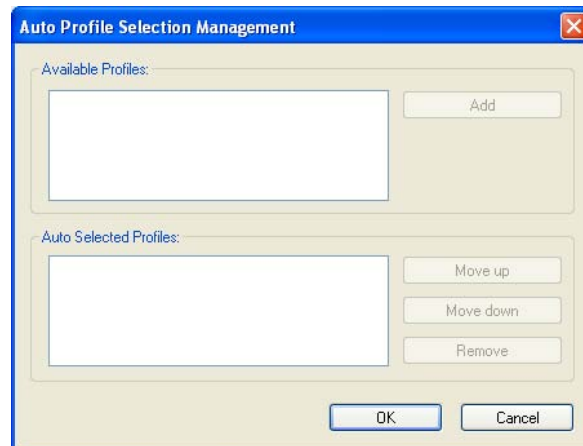 Auto Profile Selection Management
Available Profiles:
Add
Auto Selected Profiles:
Move up
Move down
Remove
OK
Cancel